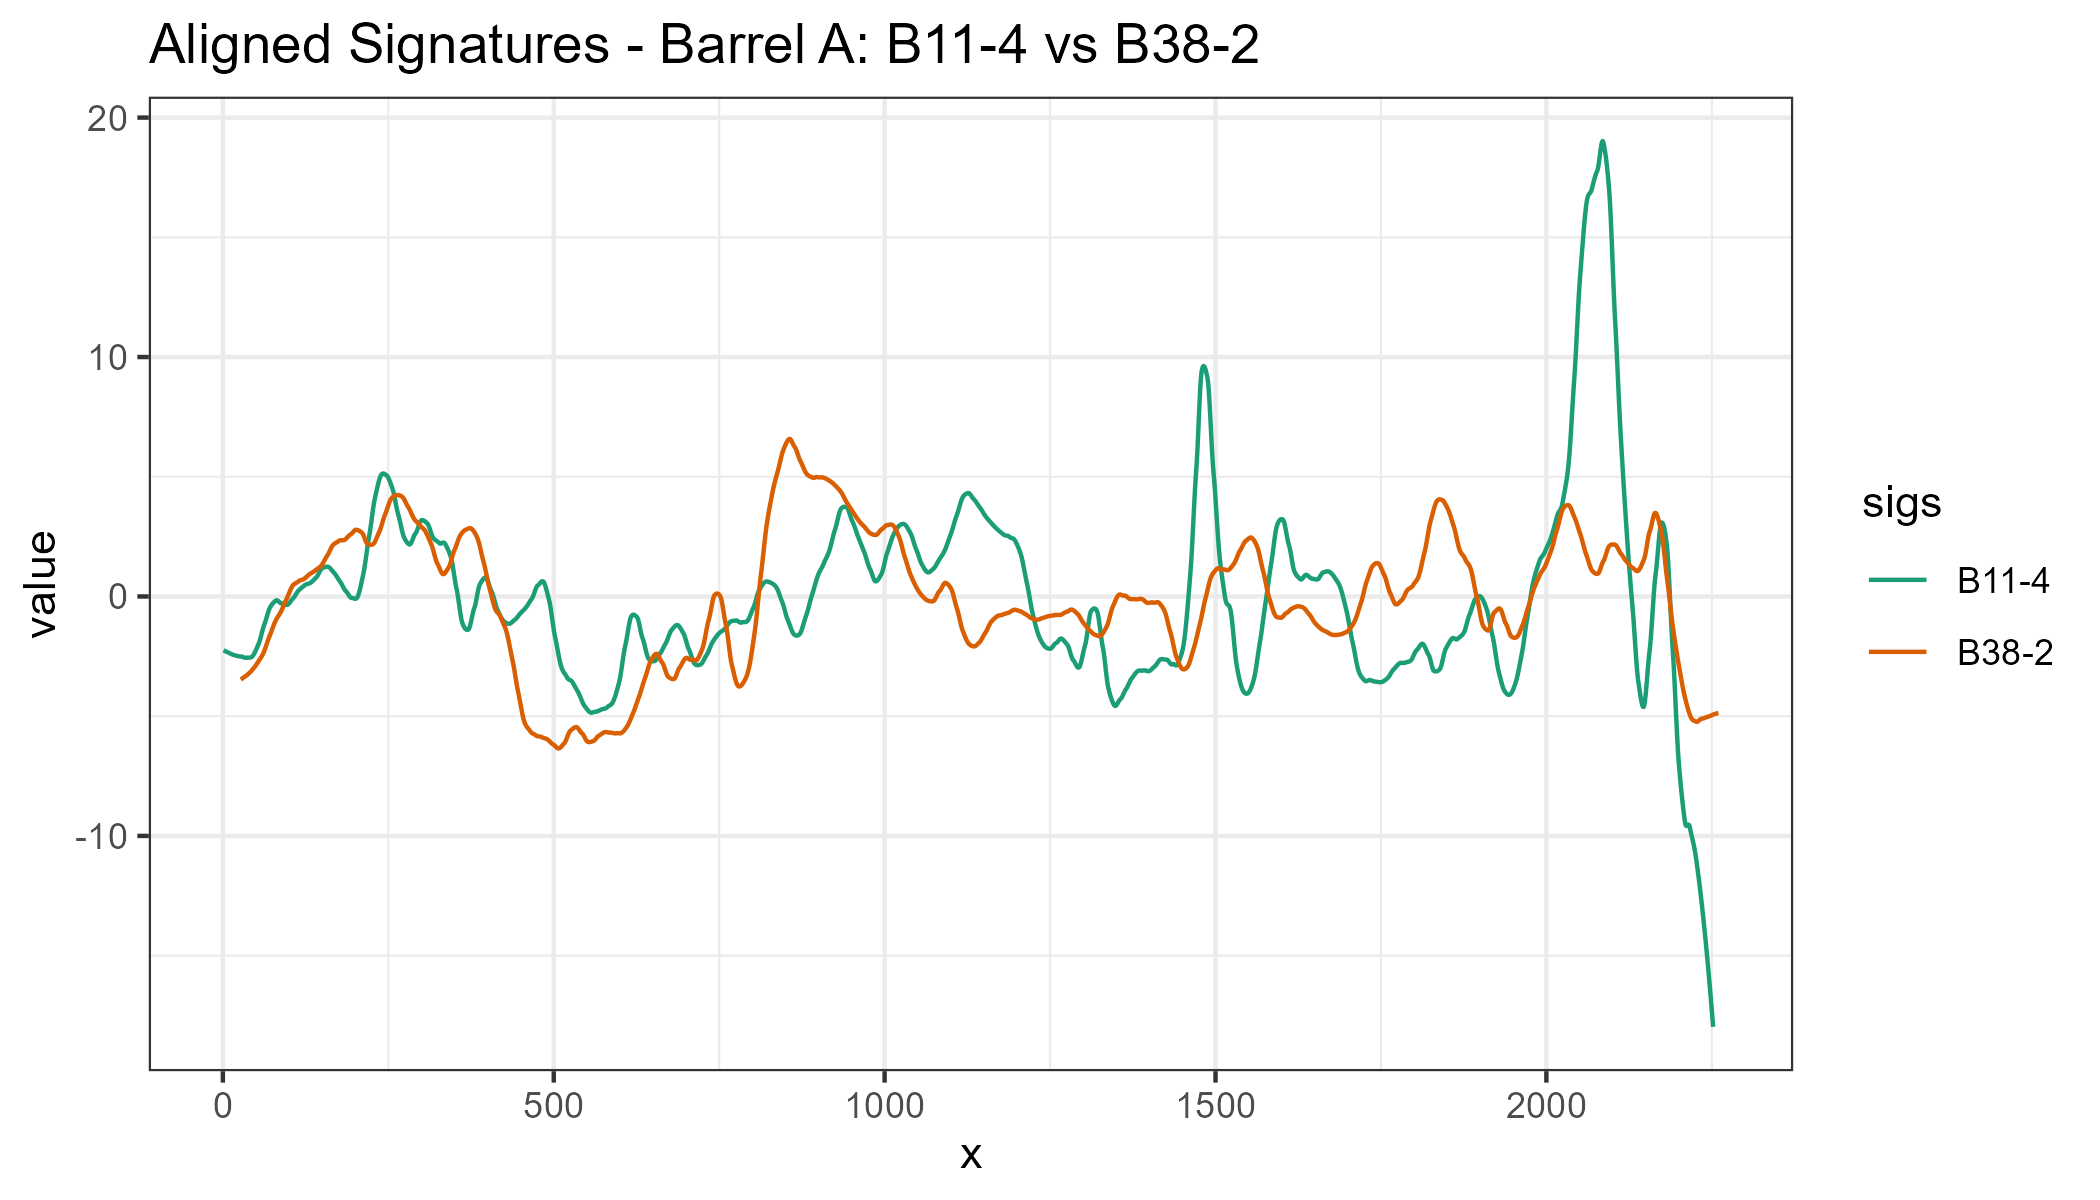 Aligned Signatures - Barrel A: B11-4 vs B38-2
20
10
0
-10
value
0 500 1000 1500 2000
x
sigs
B11-4
B38-2